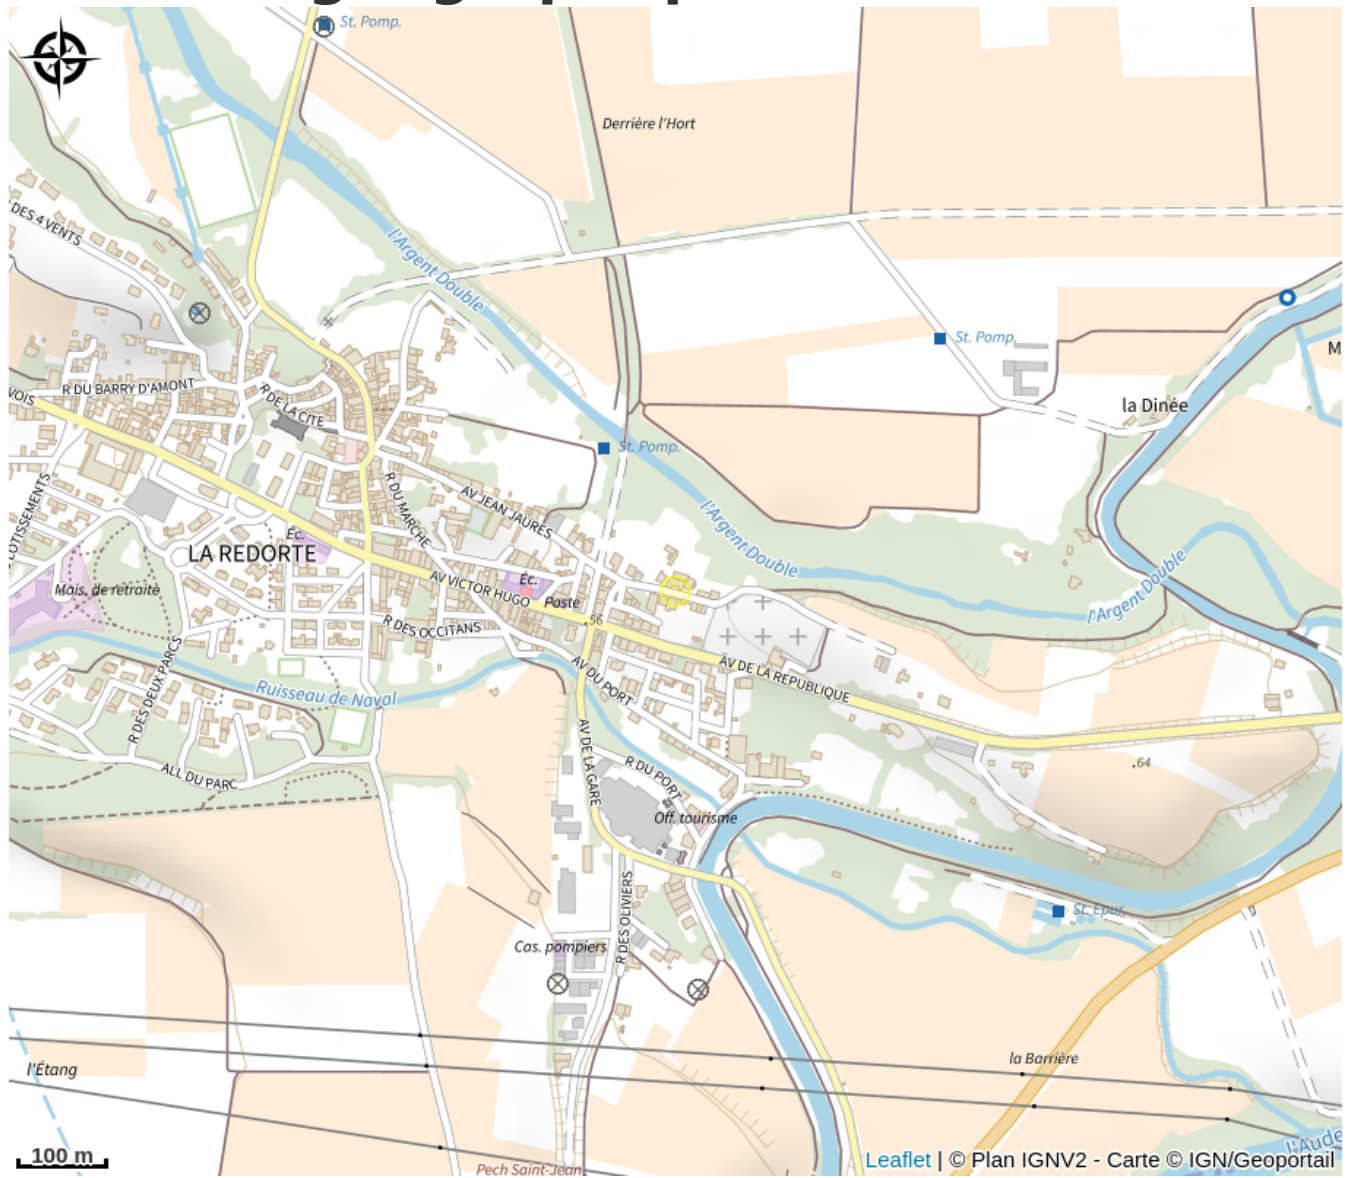 St. Pomp.
Derrière l'Hort
DES 4 VENTS
l'Argent Double
St. Pomp.
M
R DU BARRY D'AMONT
VOIS
R DE LA CITE
la Dinée
St. Pomp.
R DU MARCHE
AV JEAN JAURES
l'Argent Double
LOTISSEMENTS
Éc.
LA REDORTE
Éc.
AV VICTOR HUGO
Poste
Mais. de retraite
l'Argent Double
56
R DES OCCITANS
AV DU PORT
AV DE LA REPUBLIQUE
R DES DEUX PARCS
Ruisseau de Naval
AV DE LA GARE
R DU PORT
64
ALL DU PARC
Off. tourisme
R DES OLIVIERS
St. Epur.
Cas. pompiers
la Barrière
l'Étang
l'Aude
100 m
Pech Saint-Jean
Leaflet | © Plan IGNV2 - Carte © IGN/Geoportail